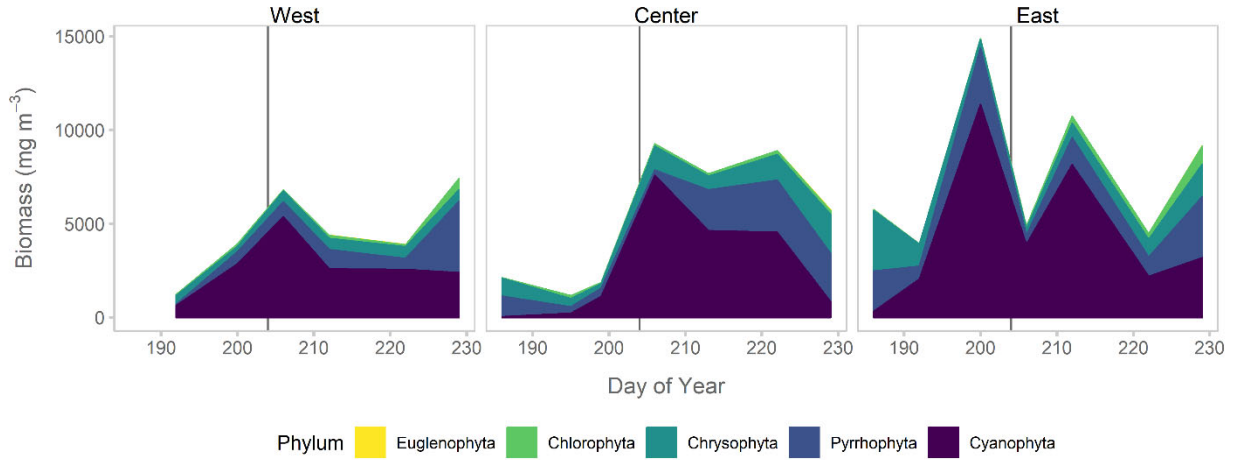 West Center East
15000
10000
5000
0
Biomass (mg m⁻³)
190 200 210 220 230 190 200 210 220 230 190 200 210 220 230
Day of Year
Phylum Euglenophyta Chlorophyta Chrysophyta Pyrrhophyta Cyanophyta